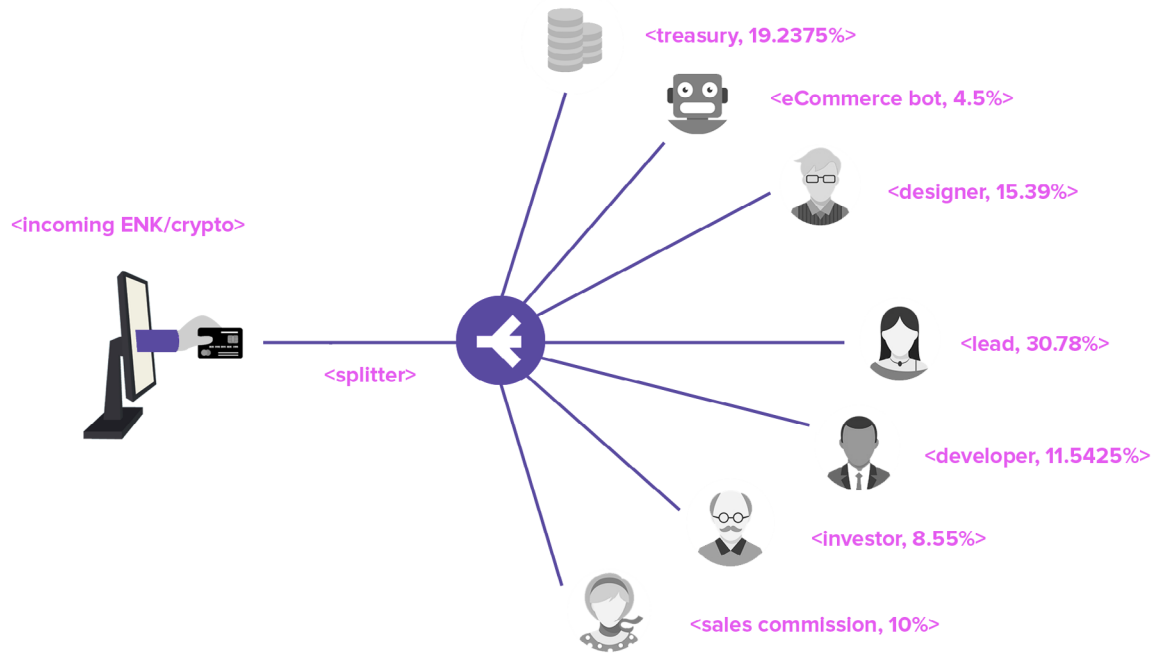 <treasury, 19.2375%>
<eCommerce bot, 4.5%>
<designer, 15.39%>
<incoming ENK/crypto>
<lead, 30.78%>
<splitter>
<developer, 11.5425%>
<investor, 8.55%>
<sales commission, 10%>